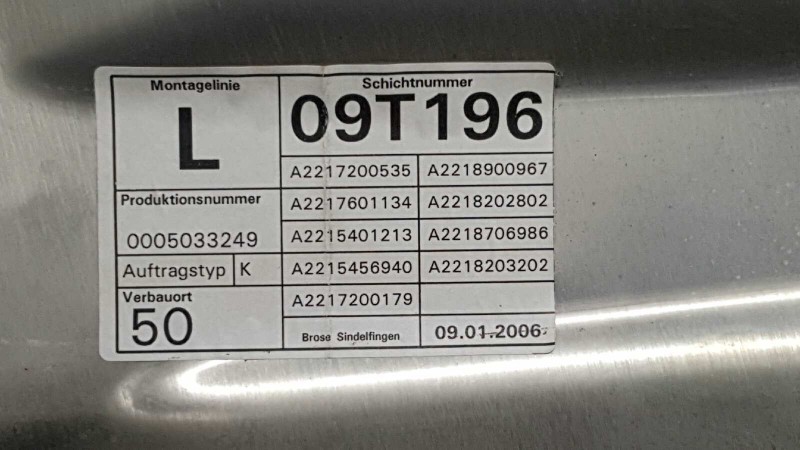 Montagelinie
L
Schichtnummer
09T196
A2217200535 A2218900967
Produktionsnummer
0005033249
A2217601134 A2218202802
A2215401213 A2218706986
Auftragstyp K
A2215456940 A2218203202
Verbauort
50
A2217200179
Brose Sindelfingen 09.01.2006